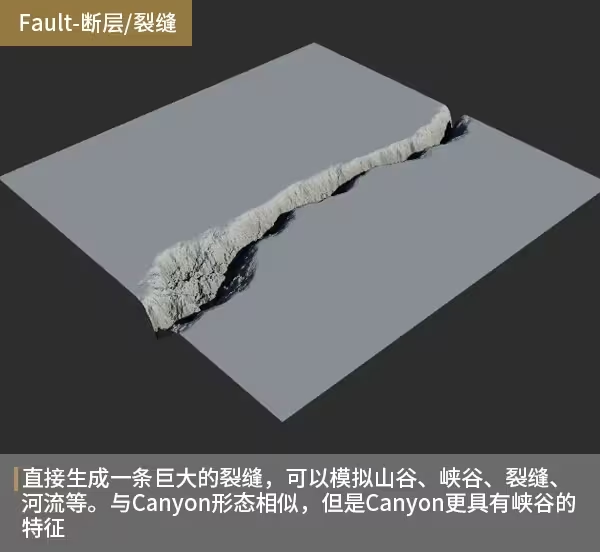 Fault-断层/裂缝
直接生成一条巨大的裂缝，可以模拟山谷、峡谷、裂缝、
河流等。与Canyon形态相似，但是Canyon更具有峡谷的
特征